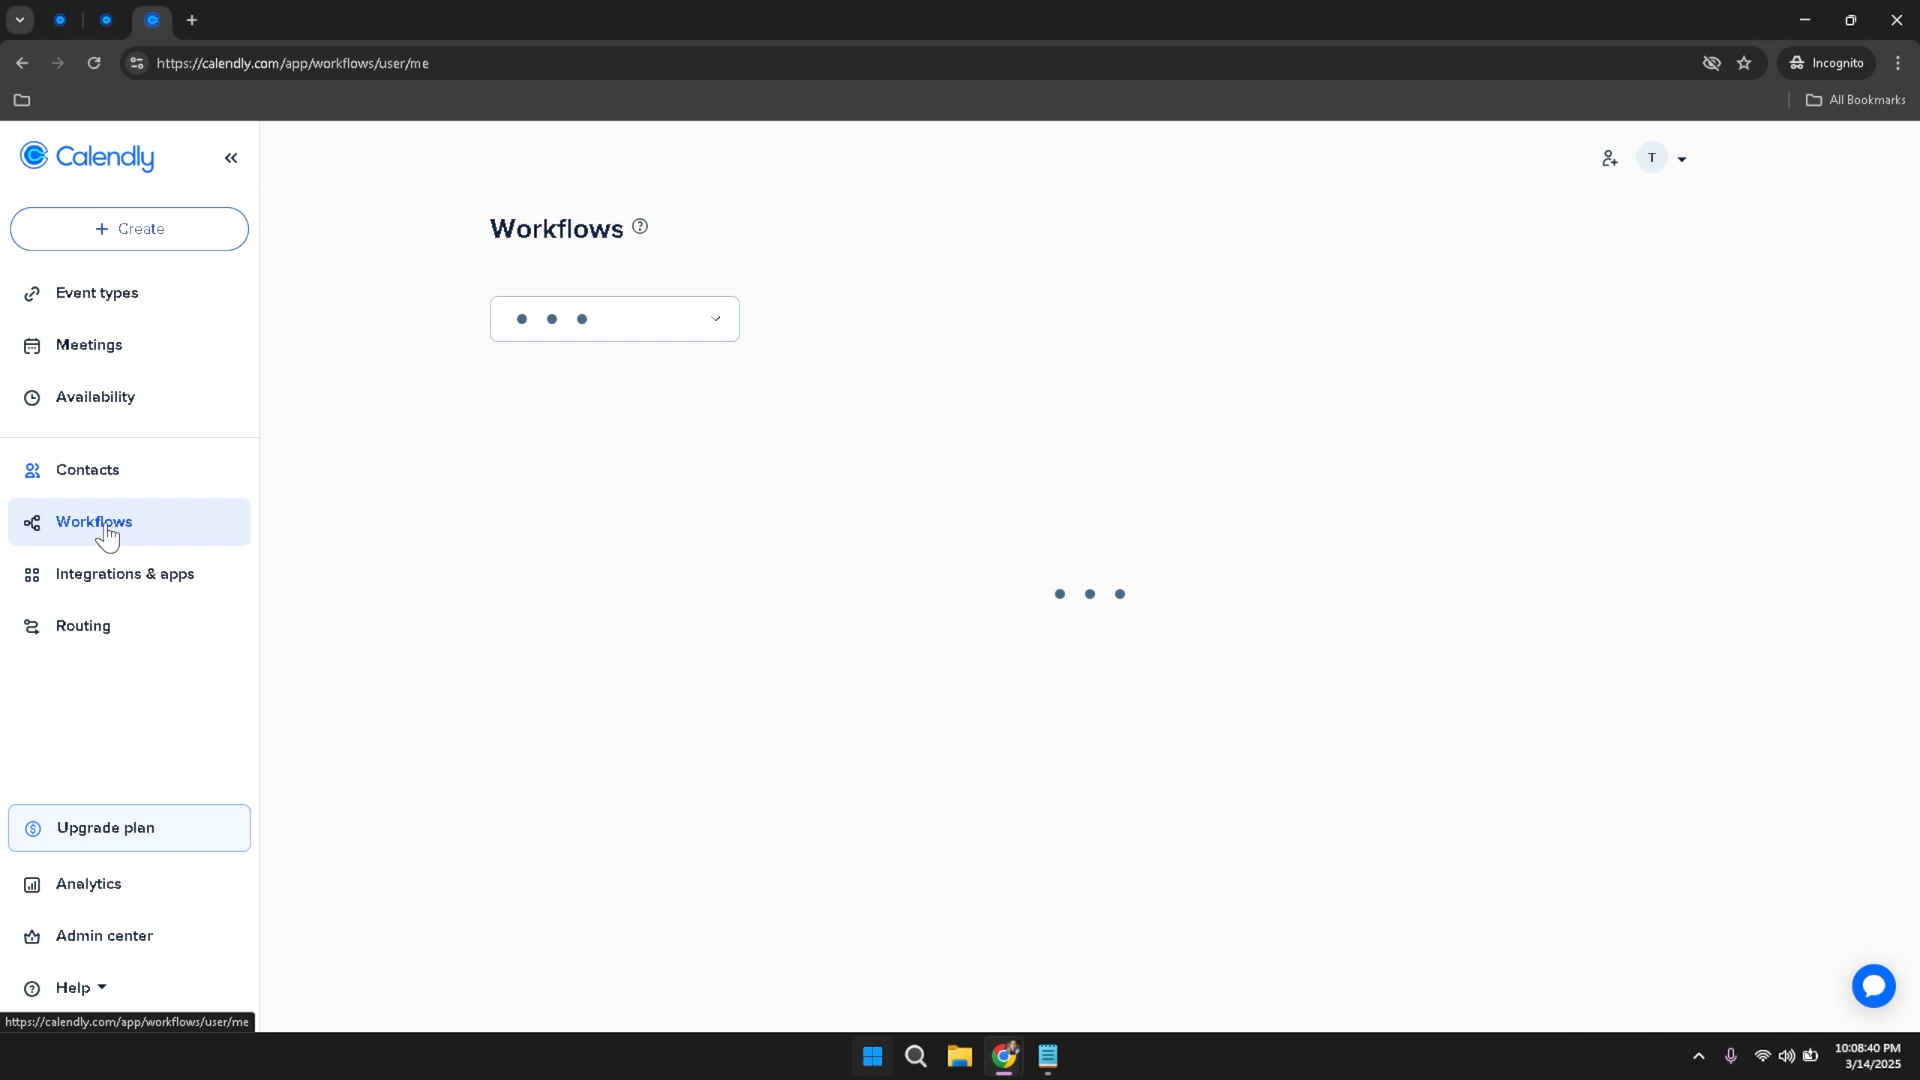 https://calendly.com/app/workflows/user/me
Incognito
All Bookmarks
Calendly
T
+ Create
Workflows
Event types
Meetings
Availability
Contacts
Workflows
Integrations & apps
Routing
Upgrade plan
Analytics
Admin center
Help
https://calendly.com/app/workflows/user/me
10:08:40 PM
3/14/2025